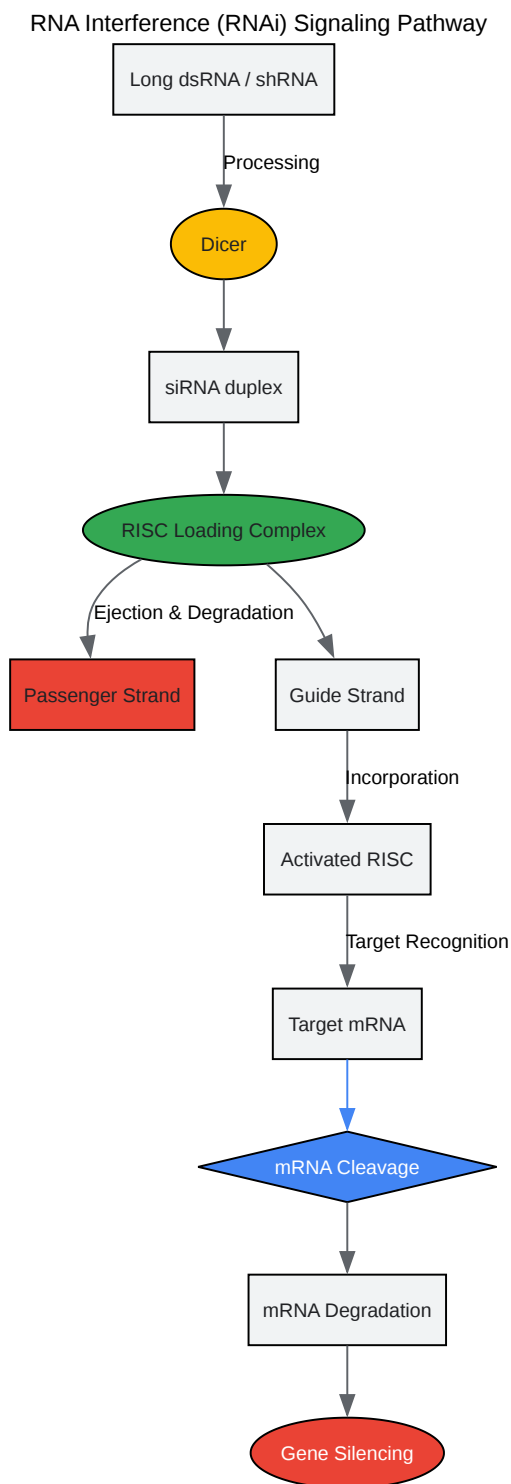 RNA Interference (RNAi) Signaling Pathway
Long dsRNA / shRNA
Processing
Dicer
siRNA duplex
RISC Loading Complex
Ejection & Degradation
Passenger Strand
Guide Strand
Incorporation
Activated RISC
Target Recognition
Target mRNA
mRNA Cleavage
mRNA Degradation
Gene Silencing